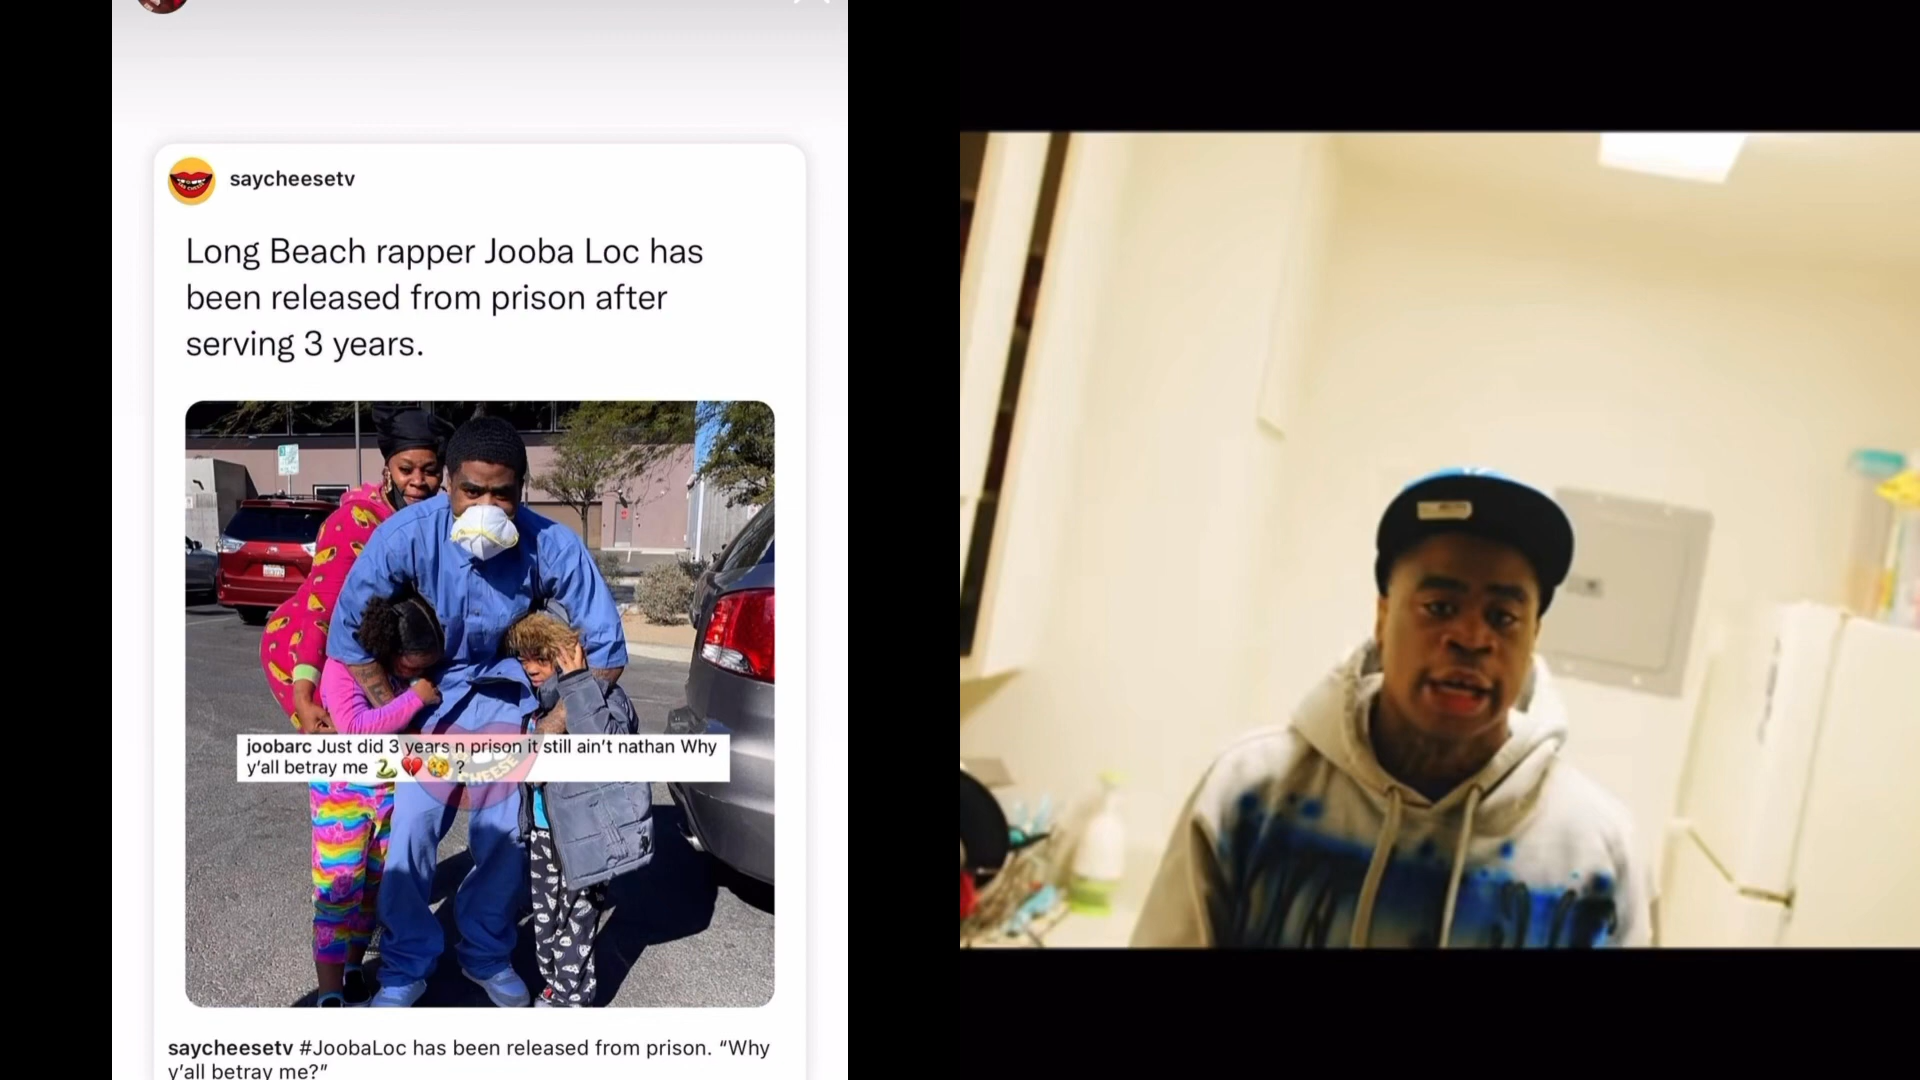 saycheesetv
Long Beach rapper Jooba Loc has
been released from prison after
serving 3 years.
joobarc Just did 3 years n prison it still ain't nathan Why
y'all betray me 🐍💔😢 ?
CHEESE
saycheesetv #JoobaLoc has been released from prison. “Why
y'all betray me?”